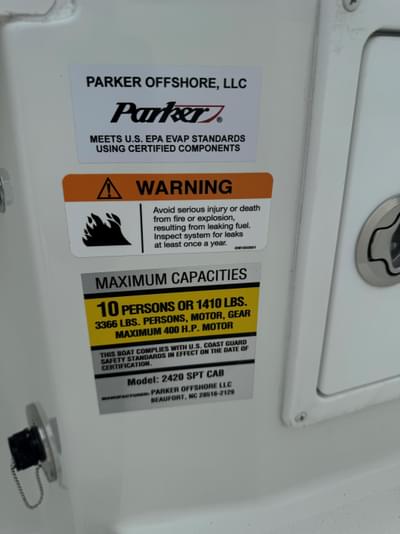 PARKER OFFSHORE, LLC
Parker
MEETS U.S. EPA EVAP STANDARDS
USING CERTIFIED COMPONENTS
WARNING
Avoid serious injury or death
from fire or explosion,
resulting from leaking fuel.
Inspect system for leaks
at least once a year.
MAXIMUM CAPACITIES
10 PERSONS OR 1410 LBS.
3366 LBS. PERSONS, MOTOR, GEAR
MAXIMUM 400 H.P. MOTOR
THIS BOAT COMPLIES WITH U.S. COAST GUARD
SAFETY STANDARDS IN EFFECT ON THE DATE OF
CERTIFICATION.
Model: 2420 SPT CAB
MANUFACTURER: PARKER OFFSHORE LLC
BEAUFORT, NC 28516-2129